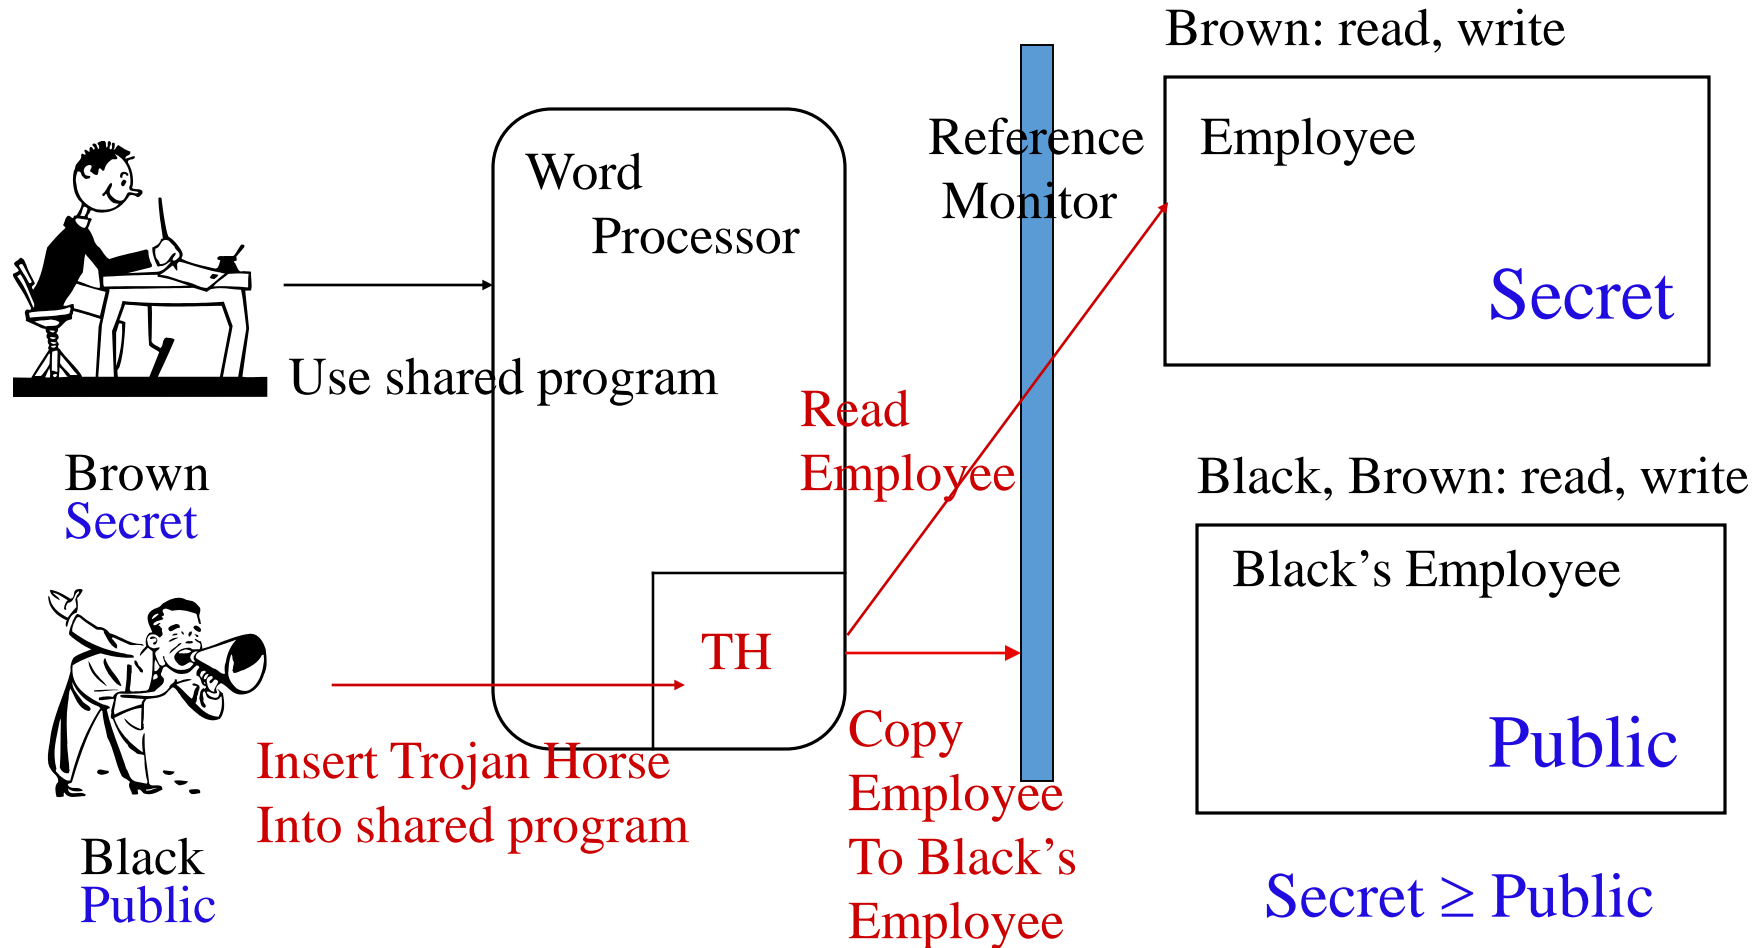 Brown: read, write
Reference
Monitor
Employee
Secret
Word
Processor
Use shared program
Read
Employee
Brown
Secret
Black, Brown: read, write
Black’s Employee
Public
TH
Insert Trojan Horse
Into shared program
Copy
Employee
To Black’s
Employee
Black
Public
Secret ≥ Public